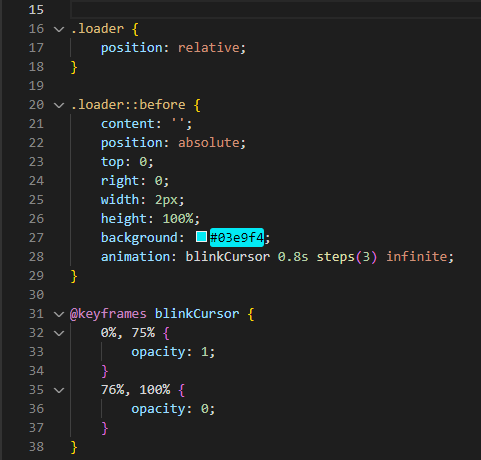 15
16 .loader {
17     position: relative;
18 }
19
20 .loader::before {
21     content: '';
22     position: absolute;
23     top: 0;
24     right: 0;
25     width: 2px;
26     height: 100%;
27     background: #03e9f4;
28     animation: blinkCursor 0.8s steps(3) infinite;
29 }
30
31 @keyframes blinkCursor {
32     0%, 75% {
33         opacity: 1;
34     }
35     76%, 100% {
36         opacity: 0;
37     }
38 }